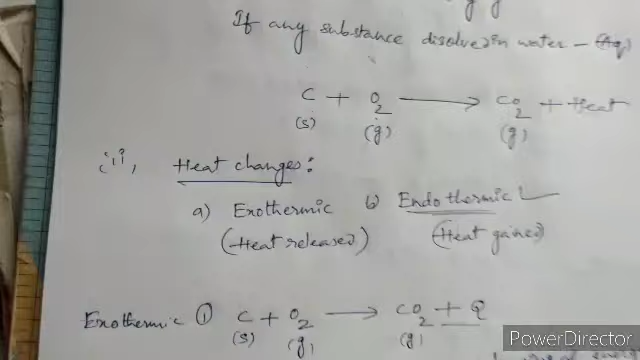 If any substance disolves in water - (Aq)
C + O2 → CO2 + Heat
(s) (g) (g)
(ii, Heat changes:
a) Exothermic b) Endothermic
(Heat released) (Heat gained)
Exothermic ① C + O2 → CO2 + Q
(s) (g) (g)
PowerDirector